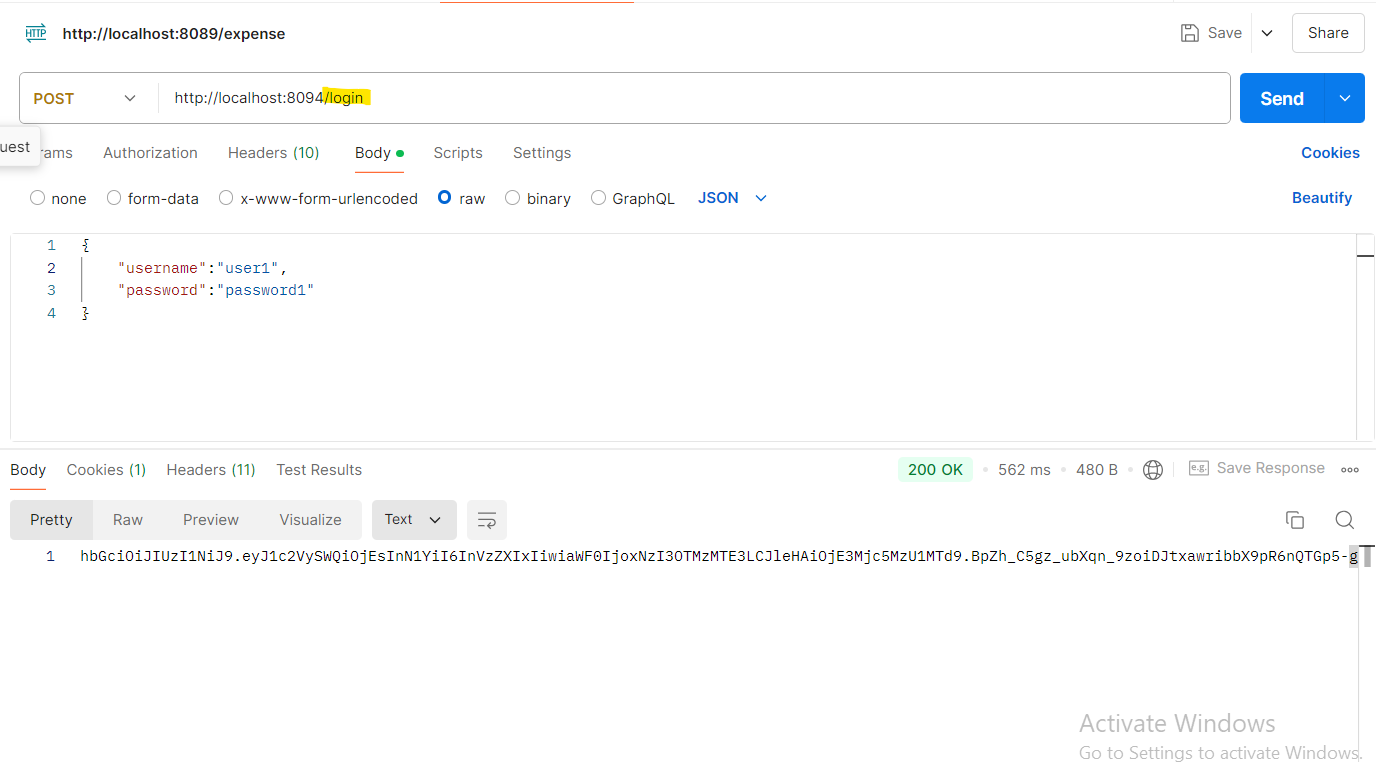 HTTP http://localhost:8089/expense Save Share
POST http://localhost:8094/login Send
uest rams Authorization Headers (10) Body Scripts Settings Cookies
none form-data x-www-form-urlencoded raw binary GraphQL JSON Beautify
1 {
2 "username":"user1",
3 "password":"password1"
4 }
Body Cookies (1) Headers (11) Test Results 200 OK 562 ms 480 B e.g. Save Response
Pretty Raw Preview Visualize Text
1 hbGciOiJIUzI1NiJ9.eyJ1c2VySWQiOjEsInN1YiI6InVzZXIxIiwiaWF0IjoxNzI3OTMzMTE3LCJleHAiOjE3Mjc5MzU1MTd9.BpZh_C5gz_ubXqn_9zoiDJtxawribbX9pR6nQTGp5-g
Activate Windows
Go to Settings to activate Windows.